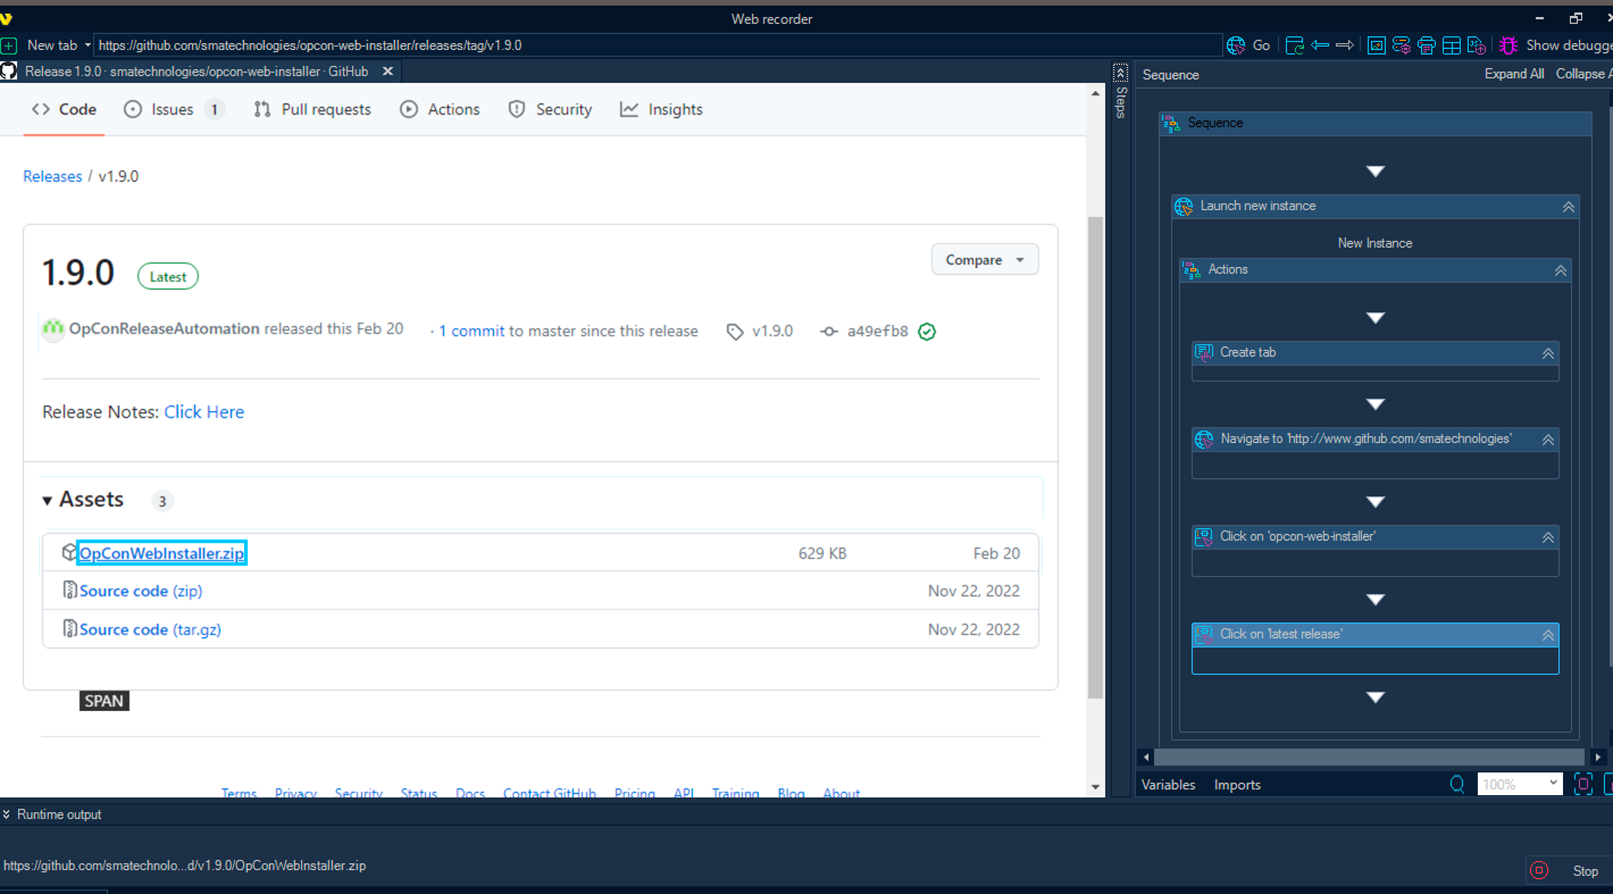 Web recorder
New tab
https://github.com/smatechnologies/opcon-web-installer/releases/tag/v1.9.0
Go
Show debugge
Release 1.9.0 · smatechnologies/opcon-web-installer · GitHub
Code
Issues 1
Pull requests
Actions
Security
Insights
Releases / v1.9.0
1.9.0
Latest
Compare
OpConReleaseAutomation released this Feb 20
· 1 commit to master since this release
v1.9.0
a49efb8
Release Notes: Click Here
Assets 3
OpConWebInstaller.zip 629 KB Feb 20
Source code (zip) Nov 22, 2022
Source code (tar.gz) Nov 22, 2022
SPAN
Terms Privacy Security Status Docs Contact GitHub Pricing API Training Blog About
Steps
Sequence
Expand All Collapse A
Sequence
Launch new instance
New Instance
Actions
Create tab
Navigate to 'http://www.github.com/smatechnologies'
Click on 'opcon-web-installer'
Click on 'latest release'
Variables Imports
100%
Runtime output
https://github.com/smatechnolo...d/v1.9.0/OpConWebInstaller.zip
Stop